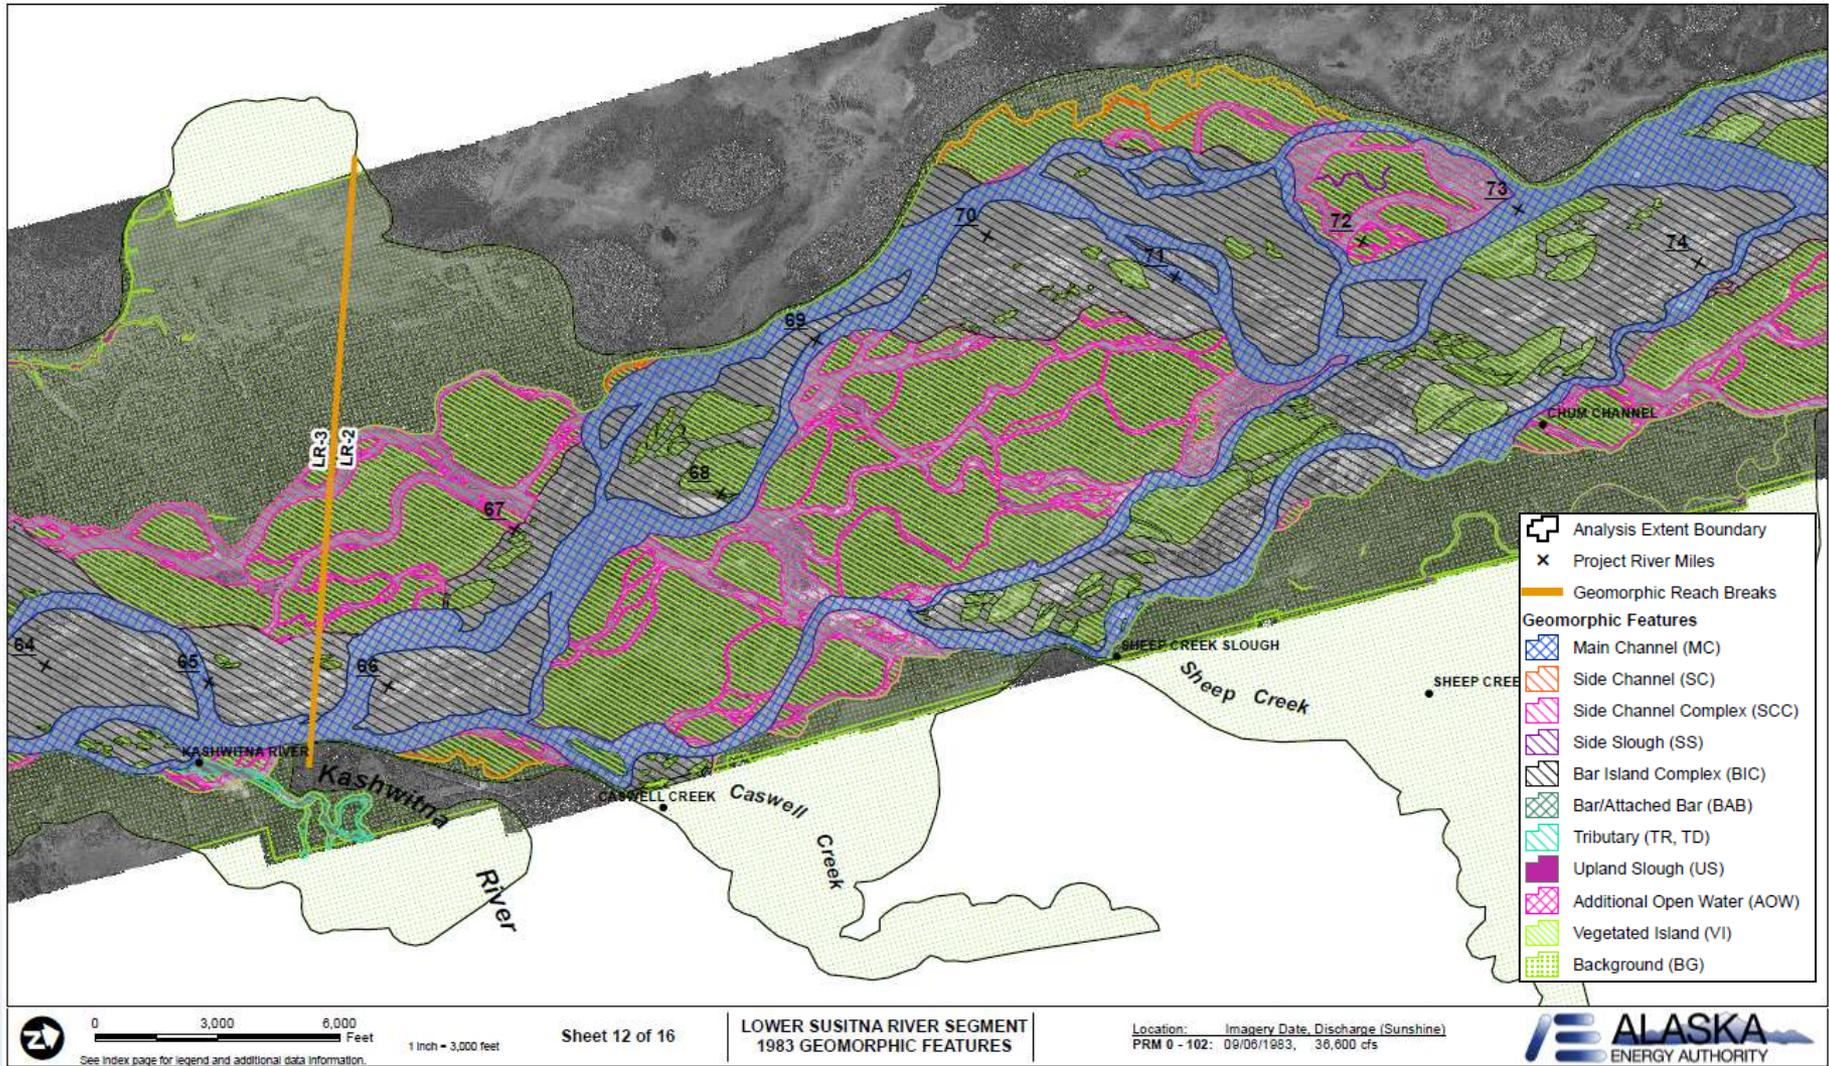 73
70
72
74
71
69
CHUM CHANNEL
LR-3
LR-2
68
67
64
65
66
SHEEP CREEK SLOUGH
Sheep Creek
SHEEP CREE
KASHWITNA RIVER
Kashwitna
River
CASWELL CREEK
Caswell
Creek
Analysis Extent Boundary
Project River Miles
Geomorphic Reach Breaks
Geomorphic Features
Main Channel (MC)
Side Channel (SC)
Side Channel Complex (SCC)
Side Slough (SS)
Bar Island Complex (BIC)
Bar/Attached Bar (BAB)
Tributary (TR, TD)
Upland Slough (US)
Additional Open Water (AOW)
Vegetated Island (VI)
Background (BG)
Z
0 3,000 6,000
Feet
1 inch = 3,000 feet
See index page for legend and additional data information.
Sheet 12 of 16
LOWER SUSITNA RIVER SEGMENT
1983 GEOMORPHIC FEATURES
Location: Imagery Date, Discharge (Sunshine)
PRM 0 - 102: 09/06/1983, 36,600 cfs
ALASKA
ENERGY AUTHORITY